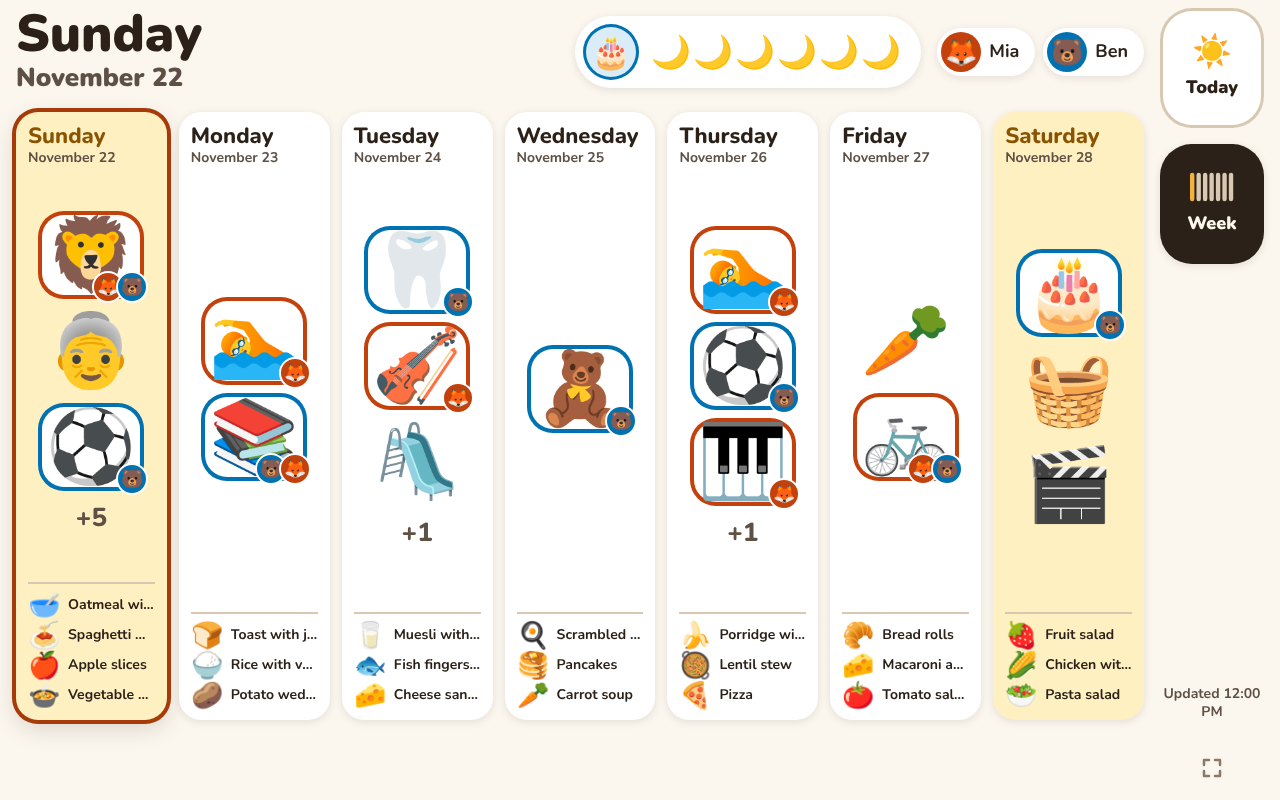 Sunday
November 22
Mia
Ben
Today
Week
Sunday
November 22
+5
Oatmeal wi...
Spaghetti ...
Apple slices
Vegetable ...
Monday
November 23
Toast with j...
Rice with v...
Potato wed...
Tuesday
November 24
+1
Muesli with...
Fish fingers...
Cheese san...
Wednesday
November 25
Scrambled ...
Pancakes
Carrot soup
Thursday
November 26
+1
Porridge wi...
Lentil stew
Pizza
Friday
November 27
Bread rolls
Macaroni a...
Tomato sal...
Saturday
November 28
Fruit salad
Chicken wit...
Pasta salad
Updated 12:00
PM